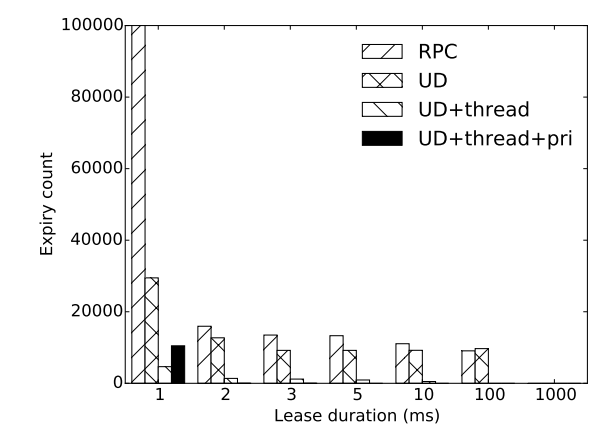 100000
80000
60000
40000
20000
0
Expiry count
RPC
UD
UD+thread
UD+thread+pri
1 2 3 5 10 100 1000
Lease duration (ms)